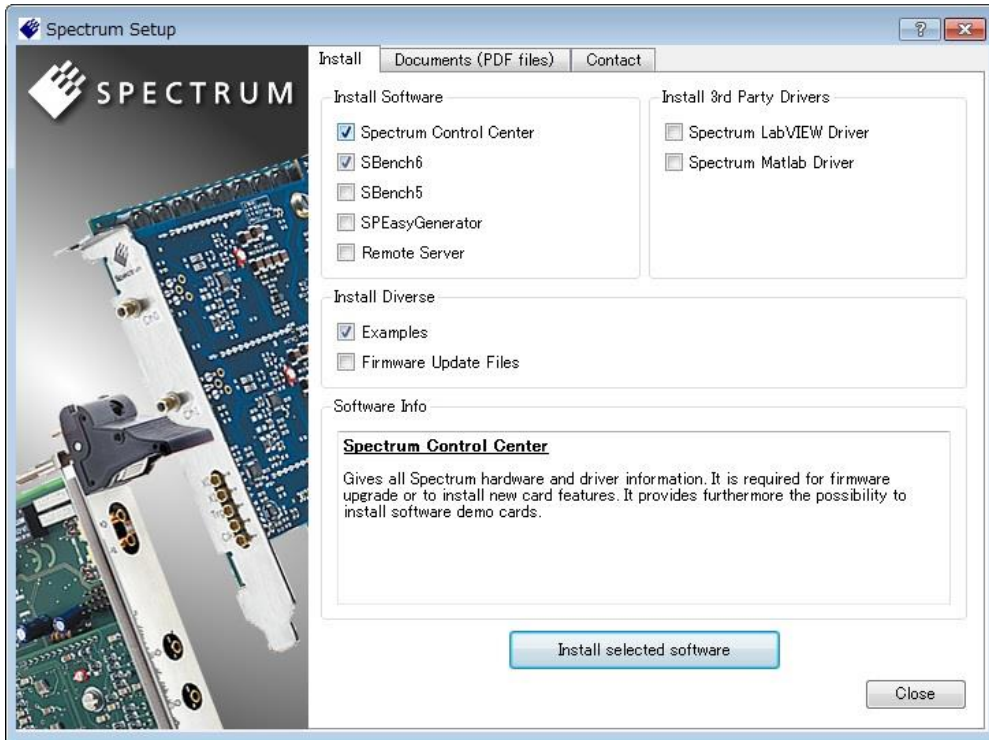 Spectrum Setup
SPECTRUM
Install
Documents (PDF files)
Contact
Install Software
Spectrum Control Center
SBench6
SBench5
SPEasyGenerator
Remote Server
Install 3rd Party Drivers
Spectrum LabVIEW Driver
Spectrum Matlab Driver
Install Diverse
Examples
Firmware Update Files
Software Info
Spectrum Control Center
Gives all Spectrum hardware and driver information. It is required for firmware
upgrade or to install new card features. It provides furthermore the possibility to
install software demo cards.
Install selected software
Close